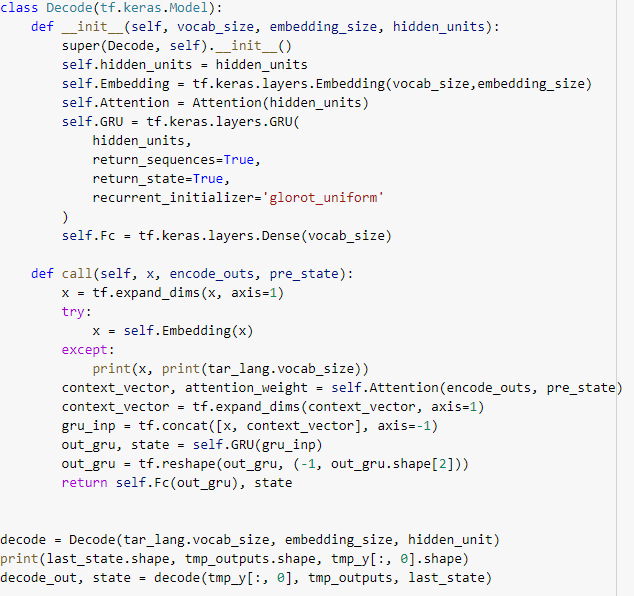 class Decode(tf.keras.Model):
    def __init__(self, vocab_size, embedding_size, hidden_units):
        super(Decode, self).__init__()
        self.hidden_units = hidden_units
        self.Embedding = tf.keras.layers.Embedding(vocab_size,embedding_size)
        self.Attention = Attention(hidden_units)
        self.GRU = tf.keras.layers.GRU(
            hidden_units,
            return_sequences=True,
            return_state=True,
            recurrent_initializer='glorot_uniform'
        )
        self.Fc = tf.keras.layers.Dense(vocab_size)

    def call(self, x, encode_outs, pre_state):
        x = tf.expand_dims(x, axis=1)
        try:
            x = self.Embedding(x)
        except:
            print(x, print(tar_lang.vocab_size))
        context_vector, attention_weight = self.Attention(encode_outs, pre_state)
        context_vector = tf.expand_dims(context_vector, axis=1)
        gru_inp = tf.concat([x, context_vector], axis=-1)
        out_gru, state = self.GRU(gru_inp)
        out_gru = tf.reshape(out_gru, (-1, out_gru.shape[2]))
        return self.Fc(out_gru), state


decode = Decode(tar_lang.vocab_size, embedding_size, hidden_unit)
print(last_state.shape, tmp_outputs.shape, tmp_y[:, 0].shape)
decode_out, state = decode(tmp_y[:, 0], tmp_outputs, last_state)